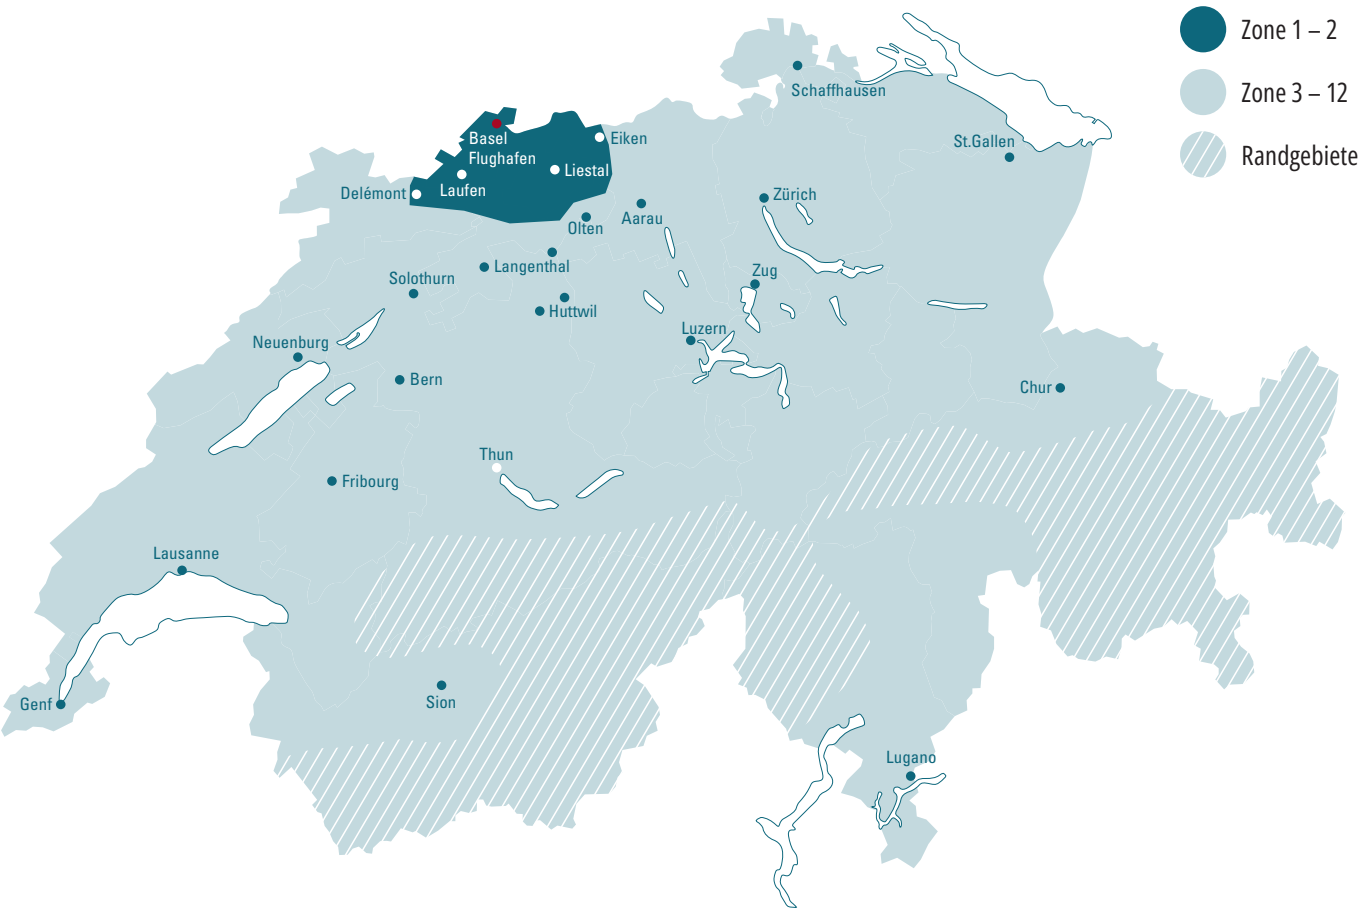 Zone 1 – 2
Zone 3 – 12
Randgebiete
Schaffhausen
Basel
Flughafen
Eiken
St.Gallen
Liestal
Laufen
Delémont
Zürich
Aarau
Olten
Langenthal
Zug
Solothurn
Huttwil
Luzern
Neuenburg
Bern
Chur
Thun
Fribourg
Lausanne
Sion
Genf
Lugano